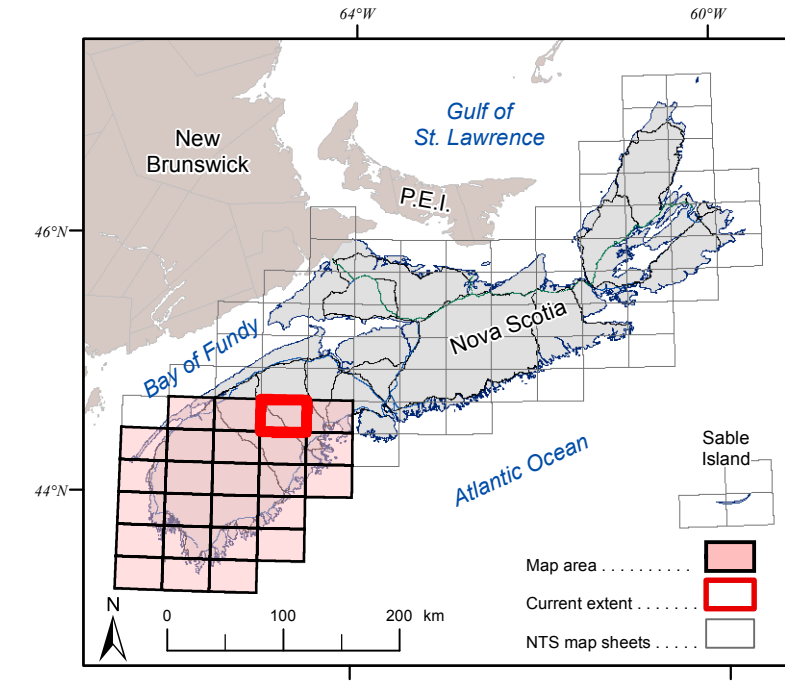 64°W
60°W
Gulf of
St. Lawrence
New
Brunswick
P.E.I.
46°N
Nova Scotia
Bay of Fundy
Sable
Island
Atlantic Ocean
44°N
Map area . . . . . . . . . .
Current extent . . . . . . .
NTS map sheets . . . . .
N
0 100 200 km